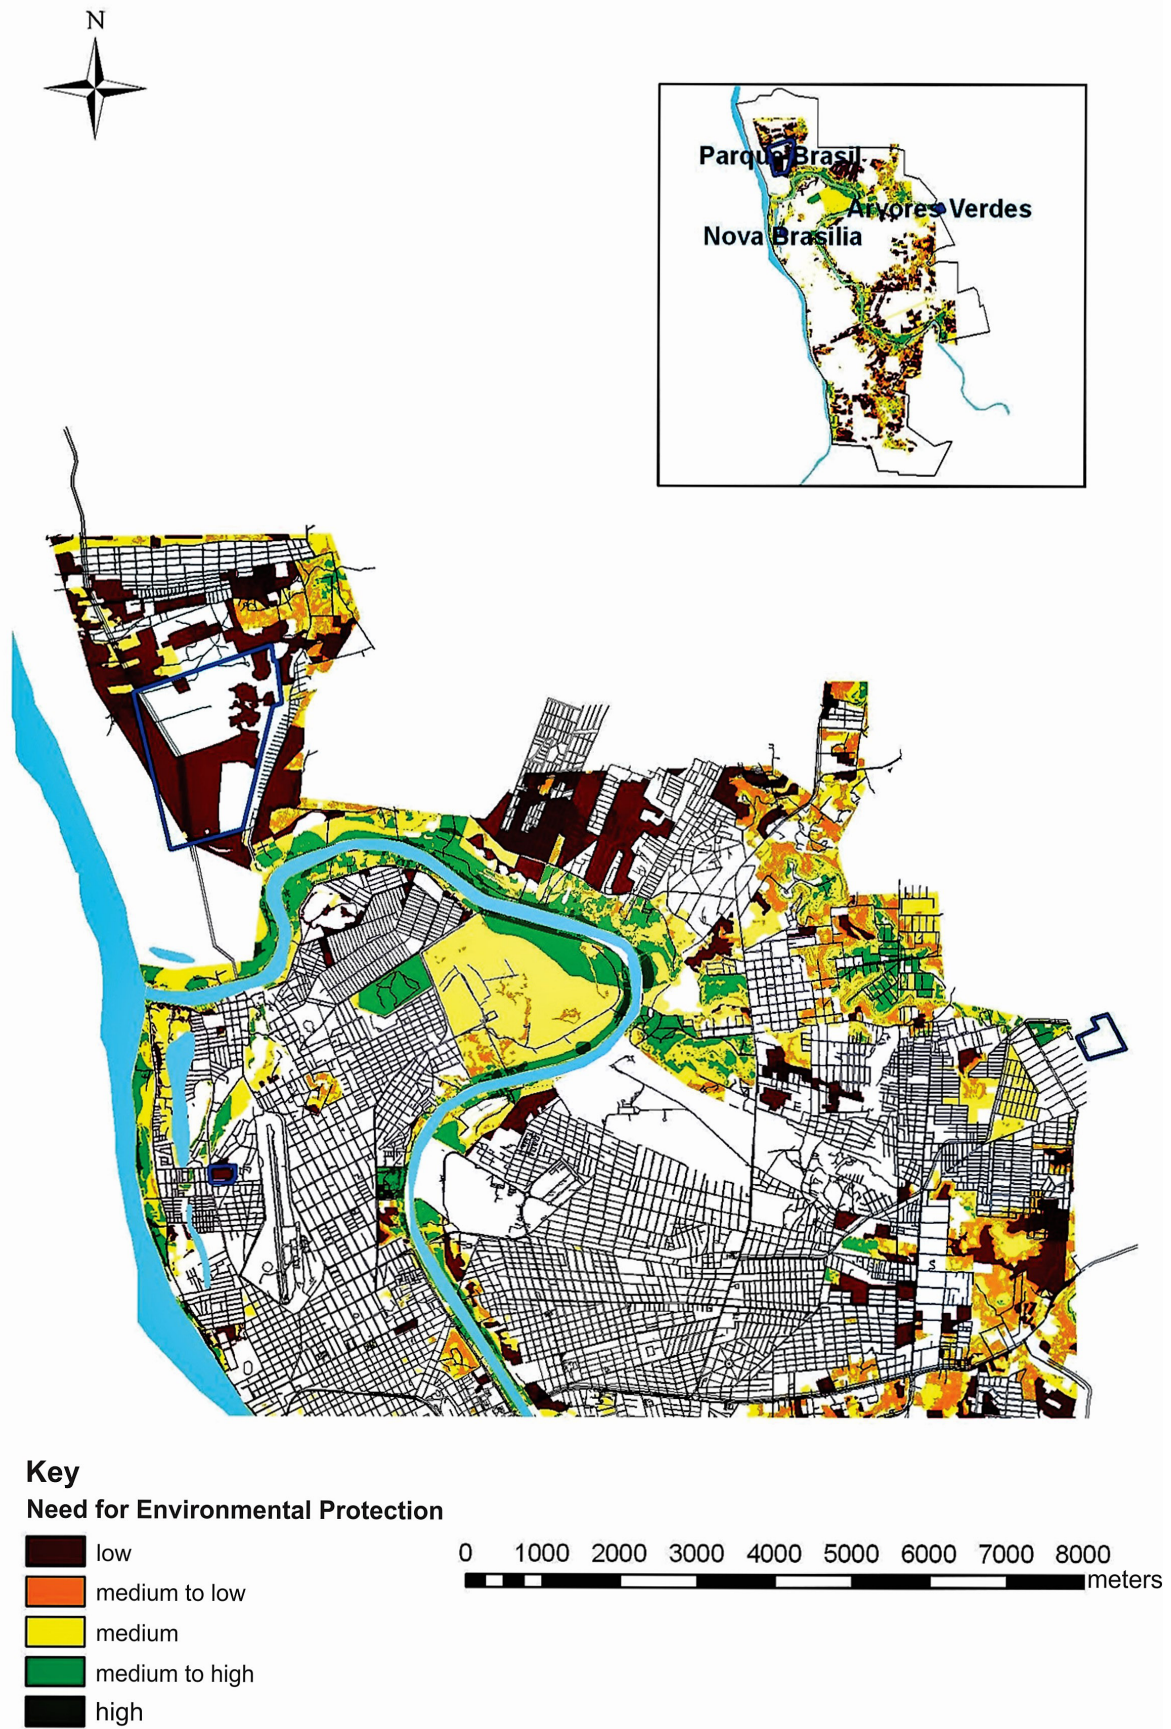 N
Parque Brasil
Arvores Verdes
Nova Brasilia
S
Key
Need for Environmental Protection
low
medium to low
medium
medium to high
high
0 1000 2000 3000 4000 5000 6000 7000 8000
meters